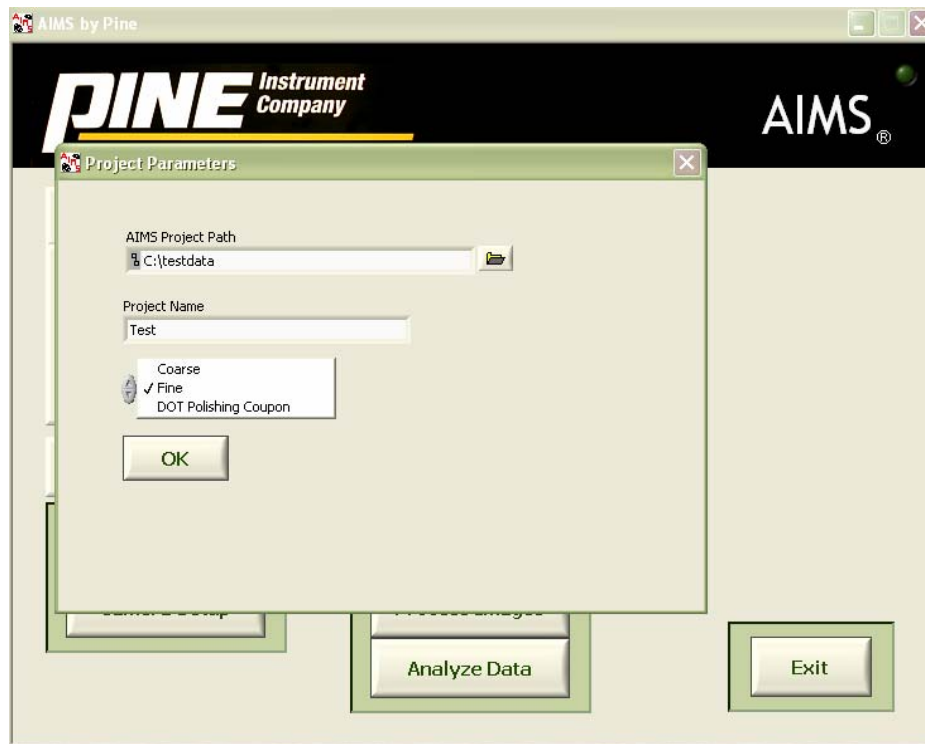 AIMS by Pine
PINE Instrument Company
AIMS®
Project Parameters
AIMS Project Path
C:\testdata
Project Name
Test
Coarse
✓ Fine
DOT Polishing Coupon
OK
Analyze Data
Exit